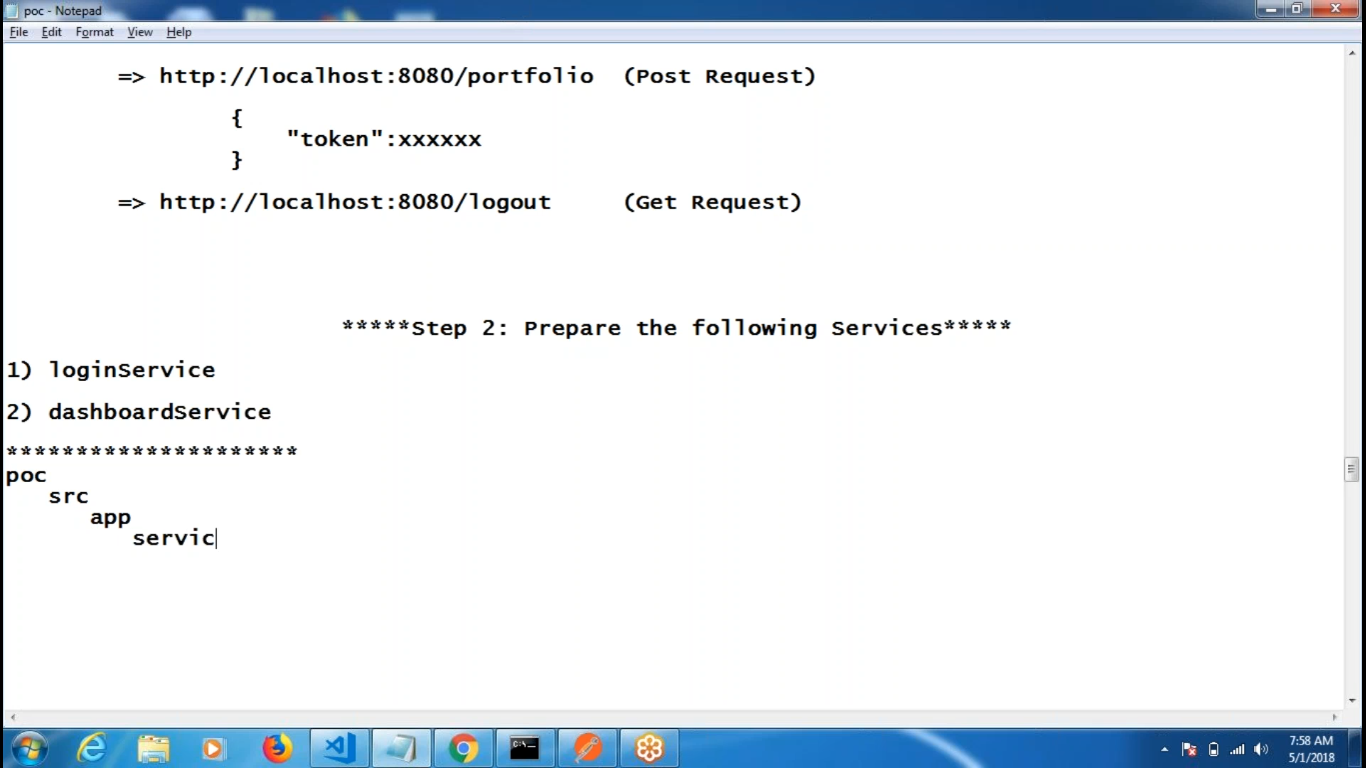 poc - Notepad
File Edit Format View Help
=> http://localhost:8080/portfolio (Post Request)
{
"token":xxxxxx
}
=> http://localhost:8080/logout (Get Request)
*****Step 2: Prepare the following Services*****
1) loginService
2) dashboardService
*********************
poc
src
app
servic
C:\_
7:58 AM
5/1/2018